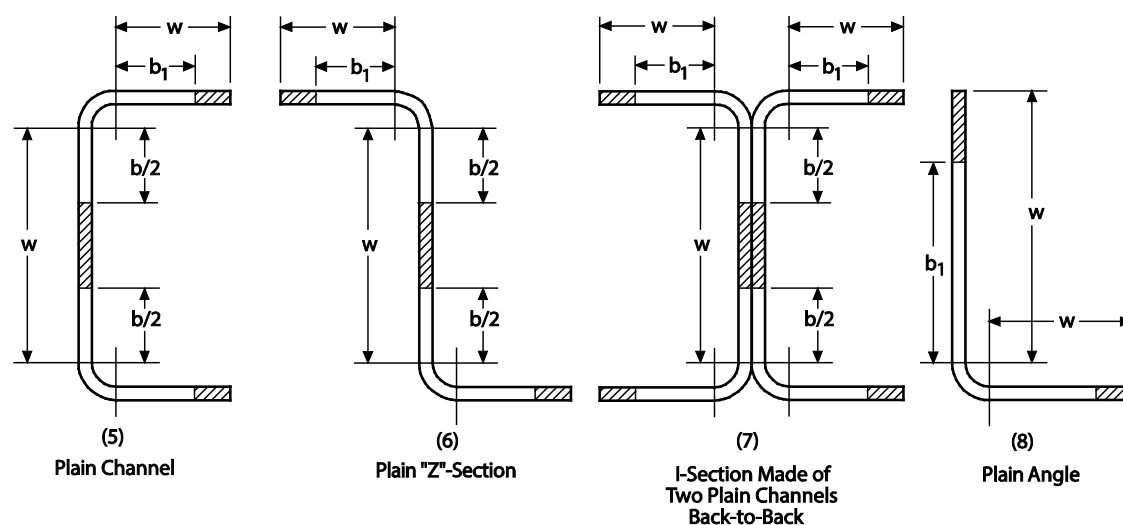 w
w
w
w
b₁
b₁
b₁
b₁
b/2
b/2
b/2
w
w
w
w
b₁
w
b/2
b/2
b/2
(5)
Plain Channel
(6)
Plain "Z"-Section
(7)
I-Section Made of
Two Plain Channels
Back-to-Back
(8)
Plain Angle